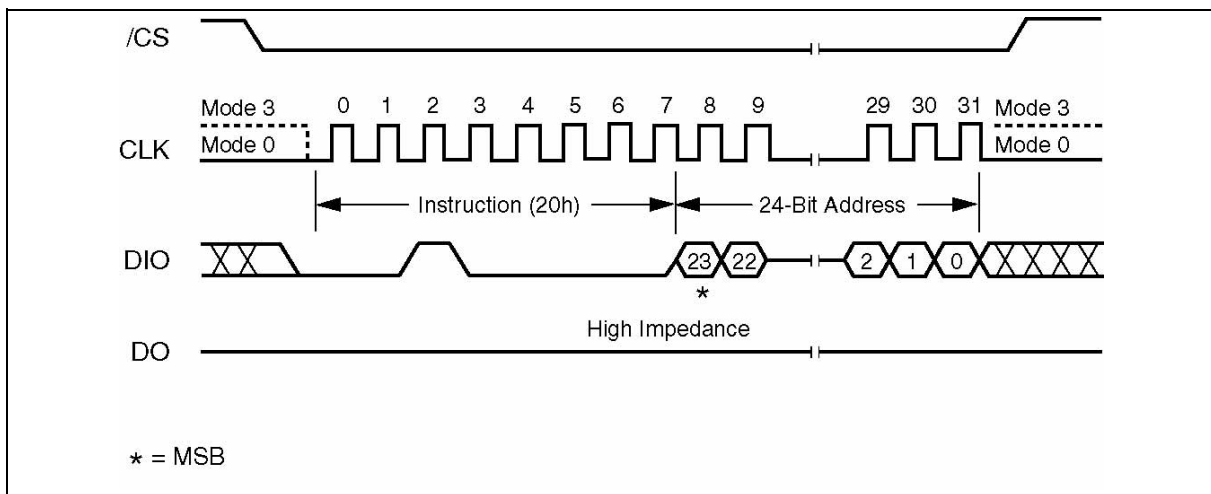 /CS
Mode 3 0 1 2 3 4 5 6 7 8 9 29 30 31 Mode 3
CLK Mode 0 Mode 0
Instruction (20h) 24-Bit Address
DIO 23 22 2 1 0
*
High Impedance
DO
* = MSB